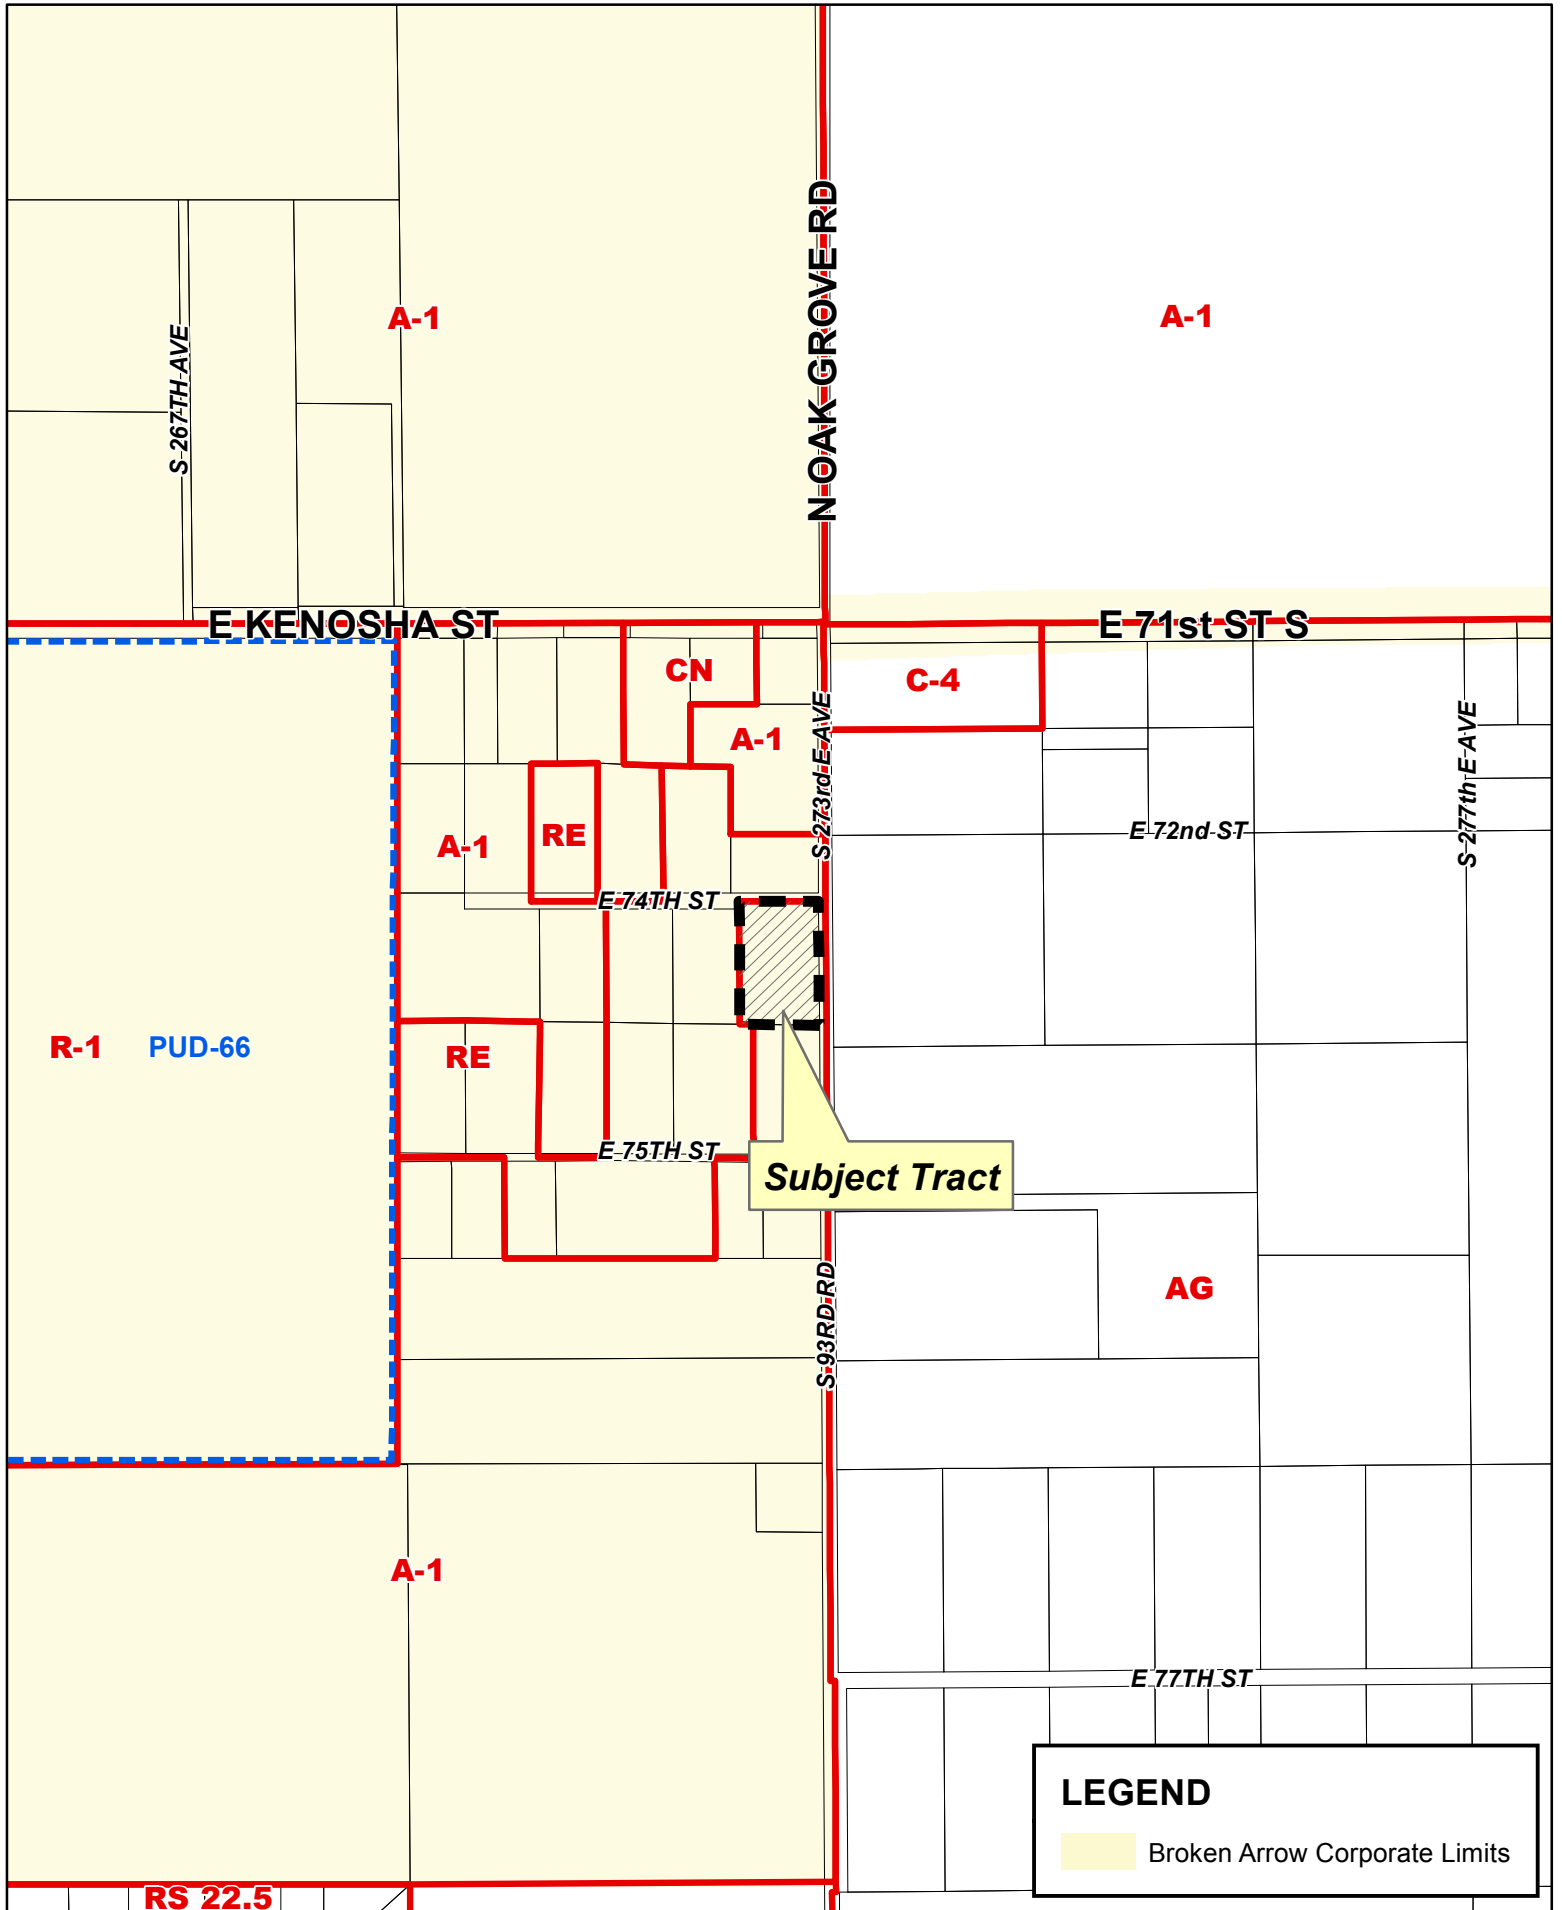 N OAK GROVE RD
A-1
A-1
S 267TH AVE
E KENOSHA ST
E 71st ST S
CN
C-4
A-1
S 273rd E AVE
S 277th E AVE
RE
A-1
E 72nd ST
E 74TH ST
R-1
PUD-66
RE
E 75TH ST
Subject Tract
AG
S 93RD RD
A-1
E 77TH ST
LEGEND
Broken Arrow Corporate Limits
RS 22.5